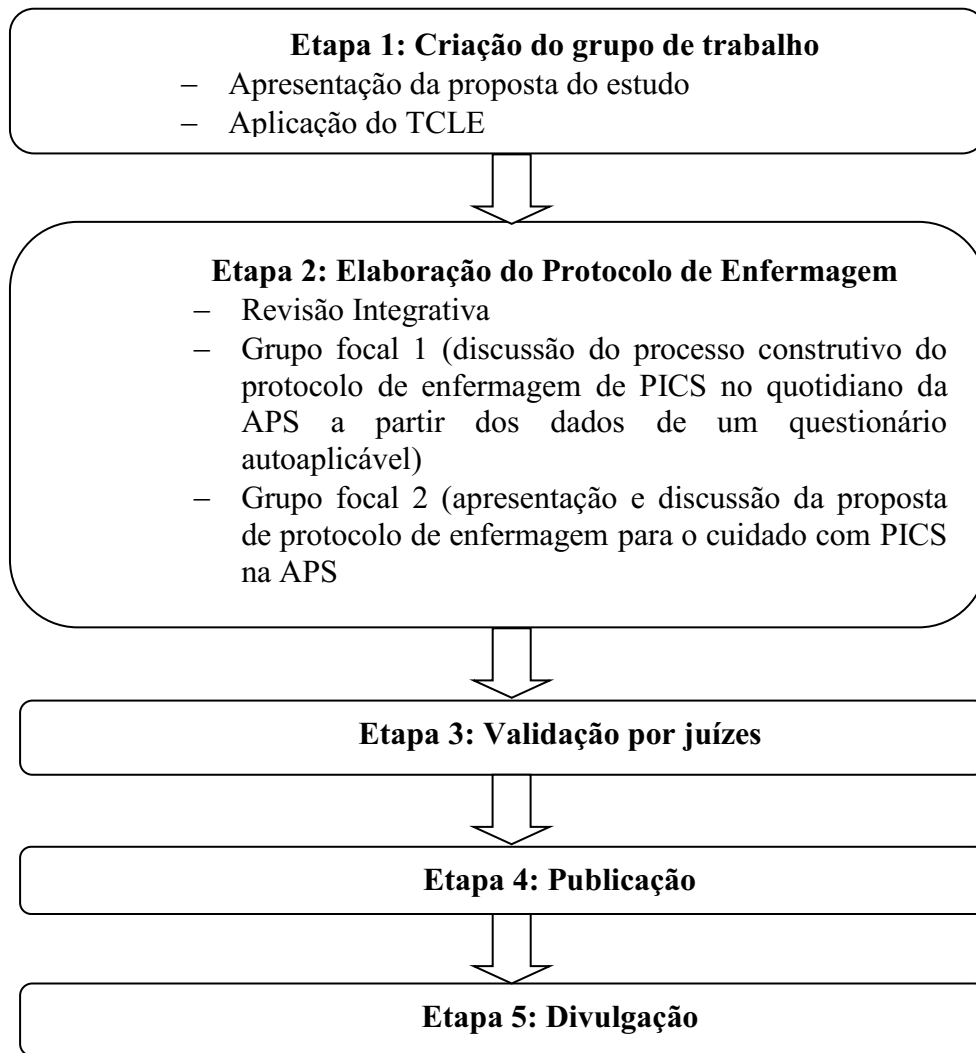 Etapa 1: Criação do grupo de trabalho
– Apresentação da proposta do estudo
– Aplicação do TCLE
Etapa 2: Elaboração do Protocolo de Enfermagem
– Revisão Integrativa
– Grupo focal 1 (discussão do processo construtivo do
protocolo de enfermagem de PICS no quotidiano da
APS a partir dos dados de um questionário
autoaplicável)
– Grupo focal 2 (apresentação e discussão da proposta
de protocolo de enfermagem para o cuidado com PICS
na APS
Etapa 3: Validação por juízes
Etapa 4: Publicação
Etapa 5: Divulgação